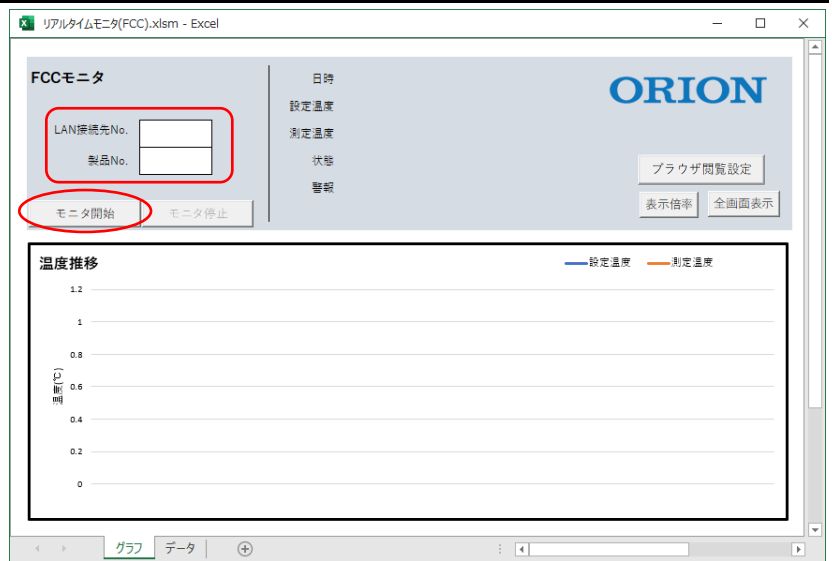 リアルタイムモニタ(FCC).xlsm - Excel
FCCモニタ
LAN接続先No.
製品No.
モニタ開始
モニタ停止
日時
設定温度
測定温度
状態
警報
ORION
ブラウザ閲覧設定
表示倍率
全画面表示
温度推移
設定温度
測定温度
温度(℃)
1.2
1
0.8
0.6
0.4
0.2
0
グラフ
データ